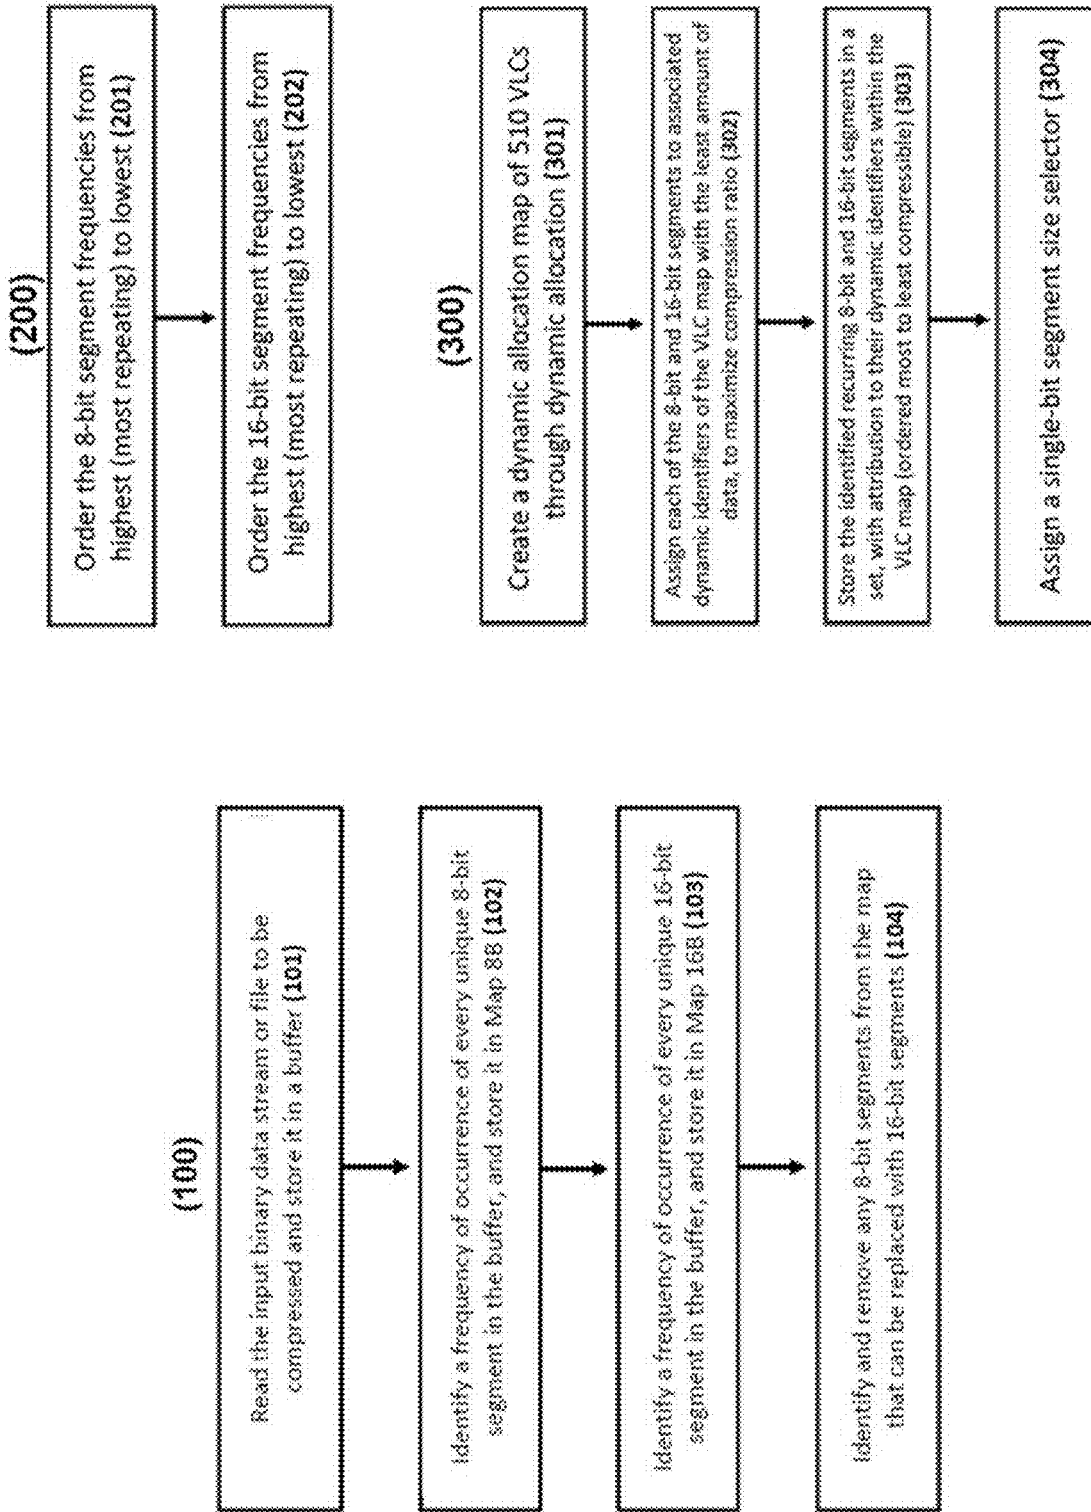 (100)
Read the input binary data stream or file to be
compressed and store it in a buffer (101)
Identify a frequency of occurrence of every unique 8-bit
segment in the buffer, and store it in Map 8B (102)
Identify a frequency of occurrence of every unique 16-bit
segment in the buffer, and store it in Map 16B (103)
Identify and remove any 8-bit segments from the map
that can be replaced with 16-bit segments (104)
(200)
Order the 8-bit segment frequencies from
highest (most repeating) to lowest (201)
Order the 16-bit segment frequencies from
highest (most repeating) to lowest (202)
(300)
Create a dynamic allocation map of 510 VLCs
through dynamic allocation (301)
Assign each of the 8-bit and 16-bit segments to associated
dynamic identifiers of the VLC map with the least amount of
data, to maximize compression ratio (302)
Store the identified recurring 8-bit and 16-bit segments in a
set, with attribution to their dynamic identifiers within the
VLC map (ordered most to least compressible) (303)
Assign a single-bit segment size selector (304)